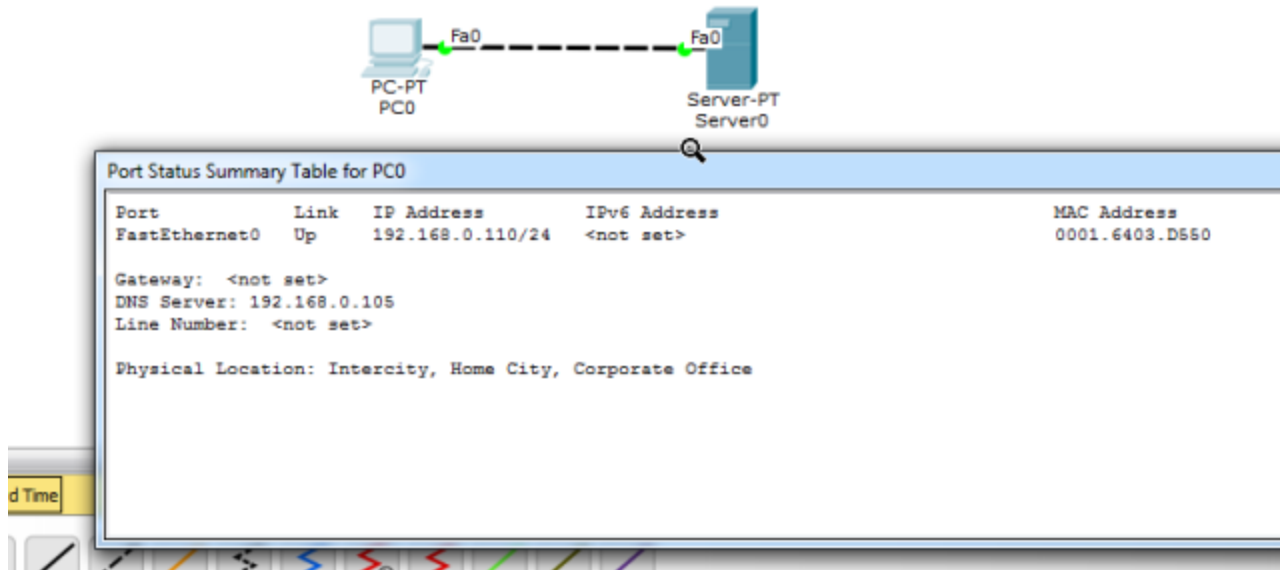 Fa0
Fa0
PC-PT
PC0
Server-PT
Server0
Port Status Summary Table for PC0
Port Link IP Address IPv6 Address MAC Address
FastEthernet0 Up 192.168.0.110/24 <not set> 0001.6403.D550
Gateway: <not set>
DNS Server: 192.168.0.105
Line Number: <not set>
Physical Location: Intercity, Home City, Corporate Office
d Time